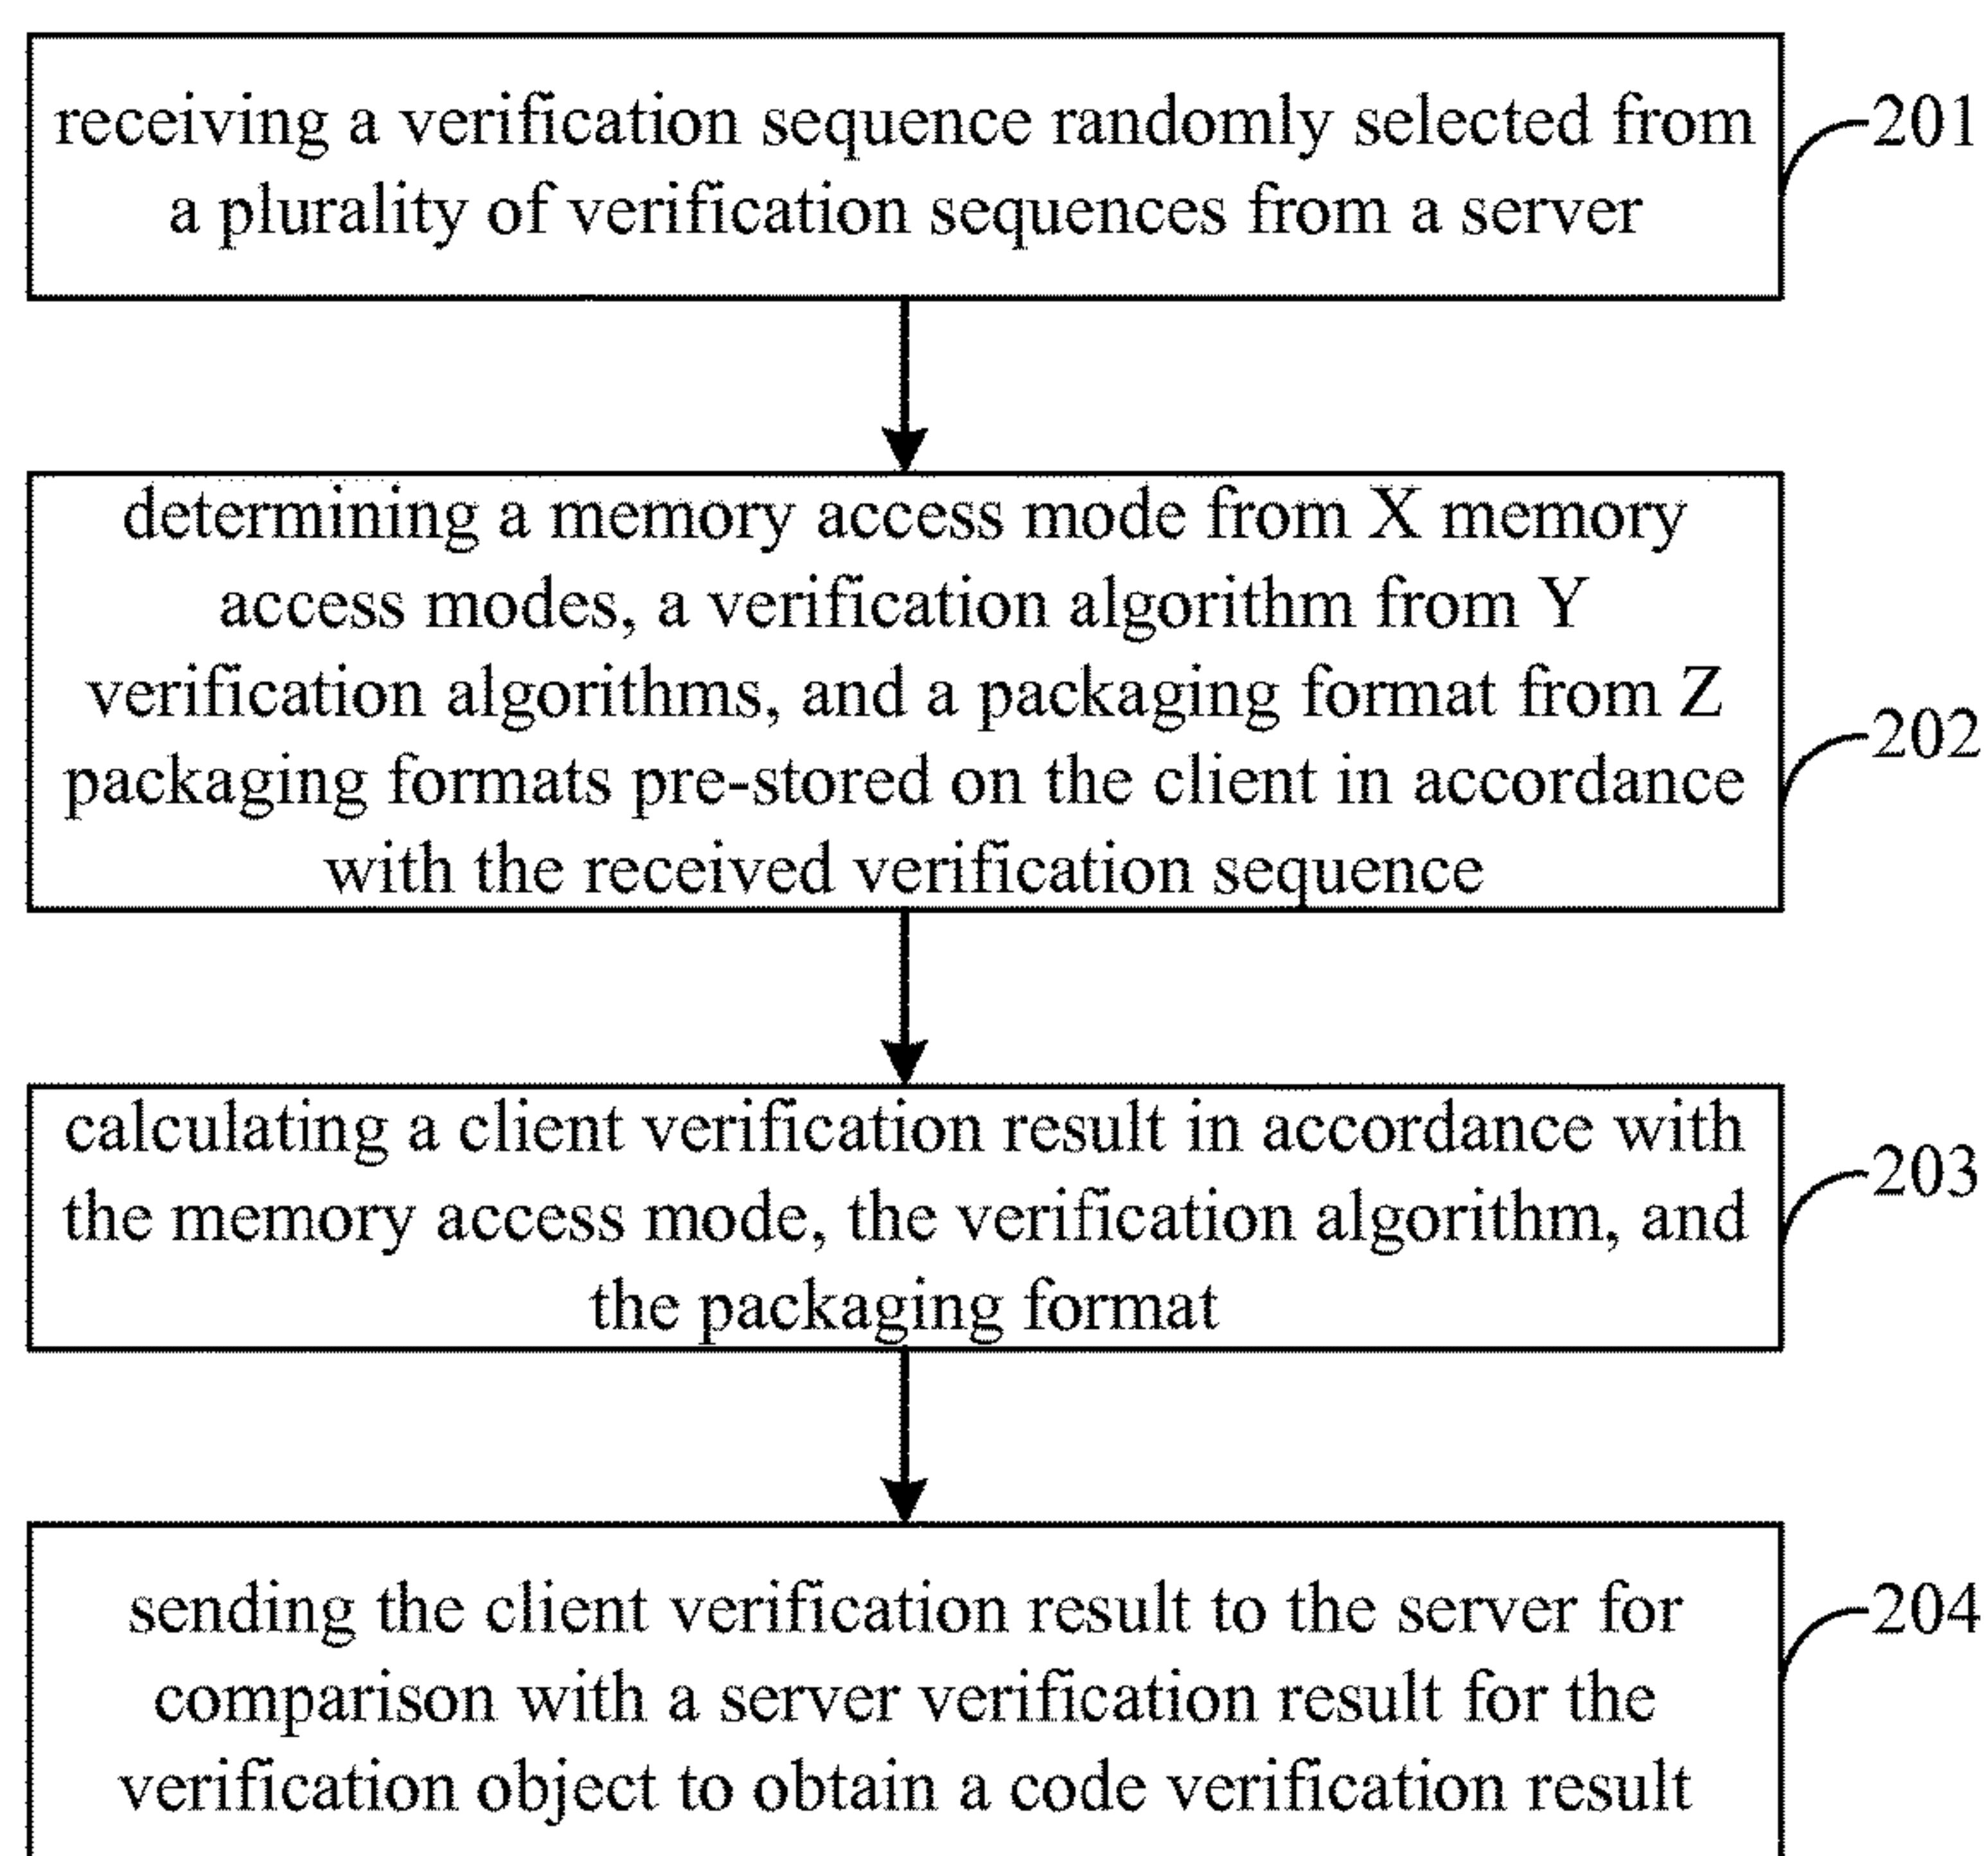 receiving a verification sequence randomly selected from
a plurality of verification sequences from a server
201
determining a memory access mode from X memory
access modes, a verification algorithm from Y
verification algorithms, and a packaging format from Z
packaging formats pre-stored on the client in accordance
with the received verification sequence
202
calculating a client verification result in accordance with
the memory access mode, the verification algorithm, and
the packaging format
203
sending the client verification result to the server for
comparison with a server verification result for the
verification object to obtain a code verification result
204